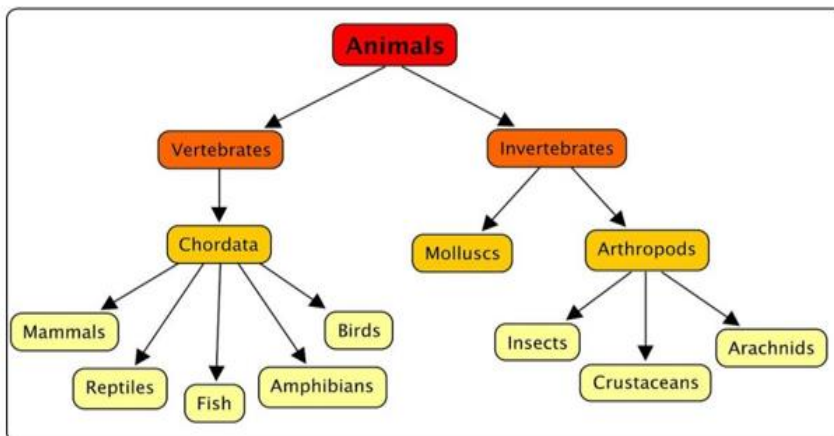 Animals
Vertebrates
Invertebrates
Chordata
Molluscs
Arthropods
Mammals
Birds
Reptiles
Fish
Amphibians
Insects
Crustaceans
Arachnids